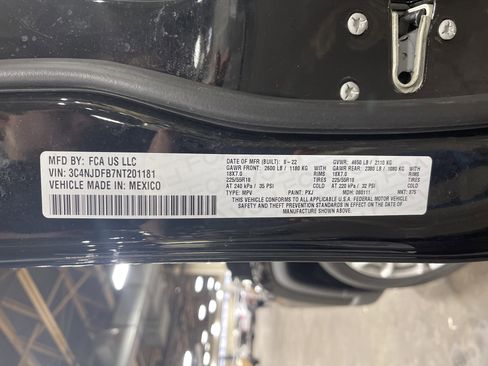 MFD BY: FCA US LLC
VIN: 3C4NJDFB7NT201181
VEHICLE MADE IN: MEXICO
DATE OF MFR (BUILT): 8-22 GVWR: 4650 LB / 2110 KG
GAWR FRONT: 2600 LB / 1180 KG GAWR REAR: 2380 LB / 1080 KG
18X7.0 RIMS 18X7.0 RIMS
225/55R18 TIRES 225/55R18 TIRES
AT 240 kPa / 35 PSI AT 220 kPa / 32 PSI
TYPE: MPV PAINT: PXJ MDH: 080111 MKT: 875
THIS VEHICLE CONFORMS TO ALL APPLICABLE U.S.A. FEDERAL MOTOR VEHICLE
SAFETY AND THEFT PREVENTION STANDARDS IN EFFECT ON THE DATE OF
MANUFACTURE SHOWN ABOVE.